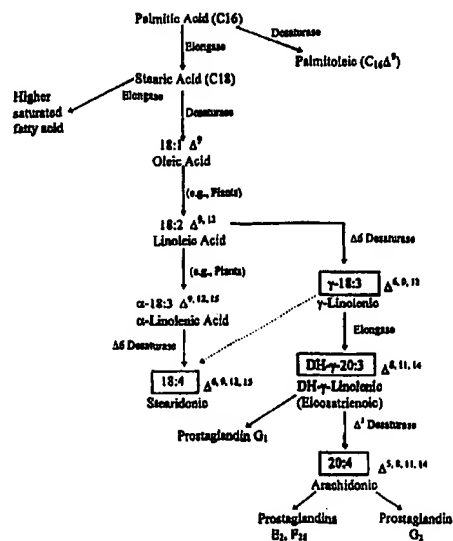 Palmitic Acid (C16)
Desaturase
Elongase
Palmitoleic (C16Δ9)
Stearic Acid (C18)
Elongase
Higher
saturated
fatty acid
Desaturase
18:1 Δ9
Oleic Acid
(e.g., Plants)
18:2 Δ9, 12
Linoleic Acid
Δ6 Desaturase
(e.g., Plants)
γ-18:3 Δ6, 9, 12
γ-Linolenic
α-18:3 Δ9, 12, 15
α-Linolenic Acid
Elongase
Δ6 Desaturase
DH-γ-20:3 Δ8, 11, 14
DH-γ-Linolenic
(Eicosatrienoic)
18:4 Δ6, 9, 12, 15
Stearidonic
Prostaglandin G1
Desaturase
20:4 Δ5, 8, 11, 14
Arachidonic
Prostaglandins
Prostaglandin
G2